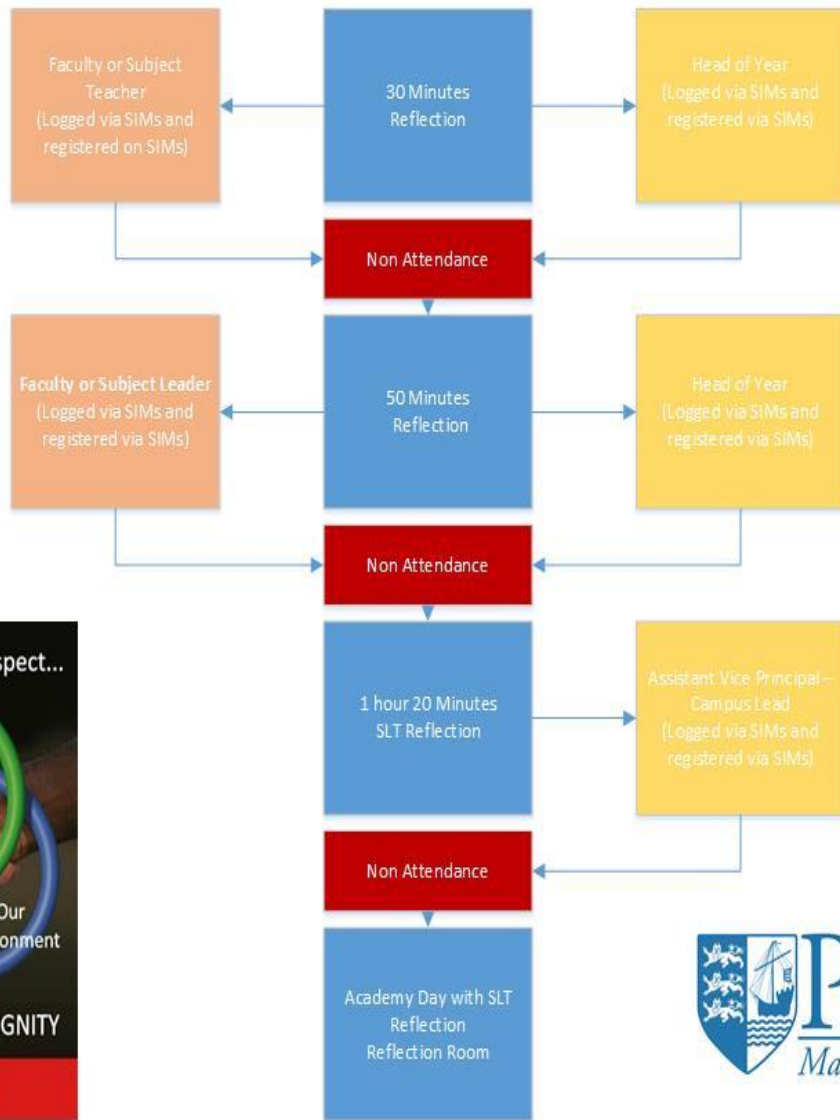 Faculty or Subject
Teacher
(Logged via SIMs and
registered on SIMs)
30 Minutes
Reflection
Head of Year
(Logged via SIMs and
registered via SIMs)
Non Attendance
Faculty or Subject Leader
(Logged via SIMs and
registered via SIMs)
50 Minutes
Reflection
Head of Year
(Logged via SIMs and
registered via SIMs)
Non Attendance
1 hour 20 Minutes
SLT Reflection
Assistant Vice Principal –
Campus Lead
(Logged via SIMs and
registered via SIMs)
Non Attendance
Academy Day with SLT
Reflection
Reflection Room
spect...
Our
onment
GNITY
P
Ma